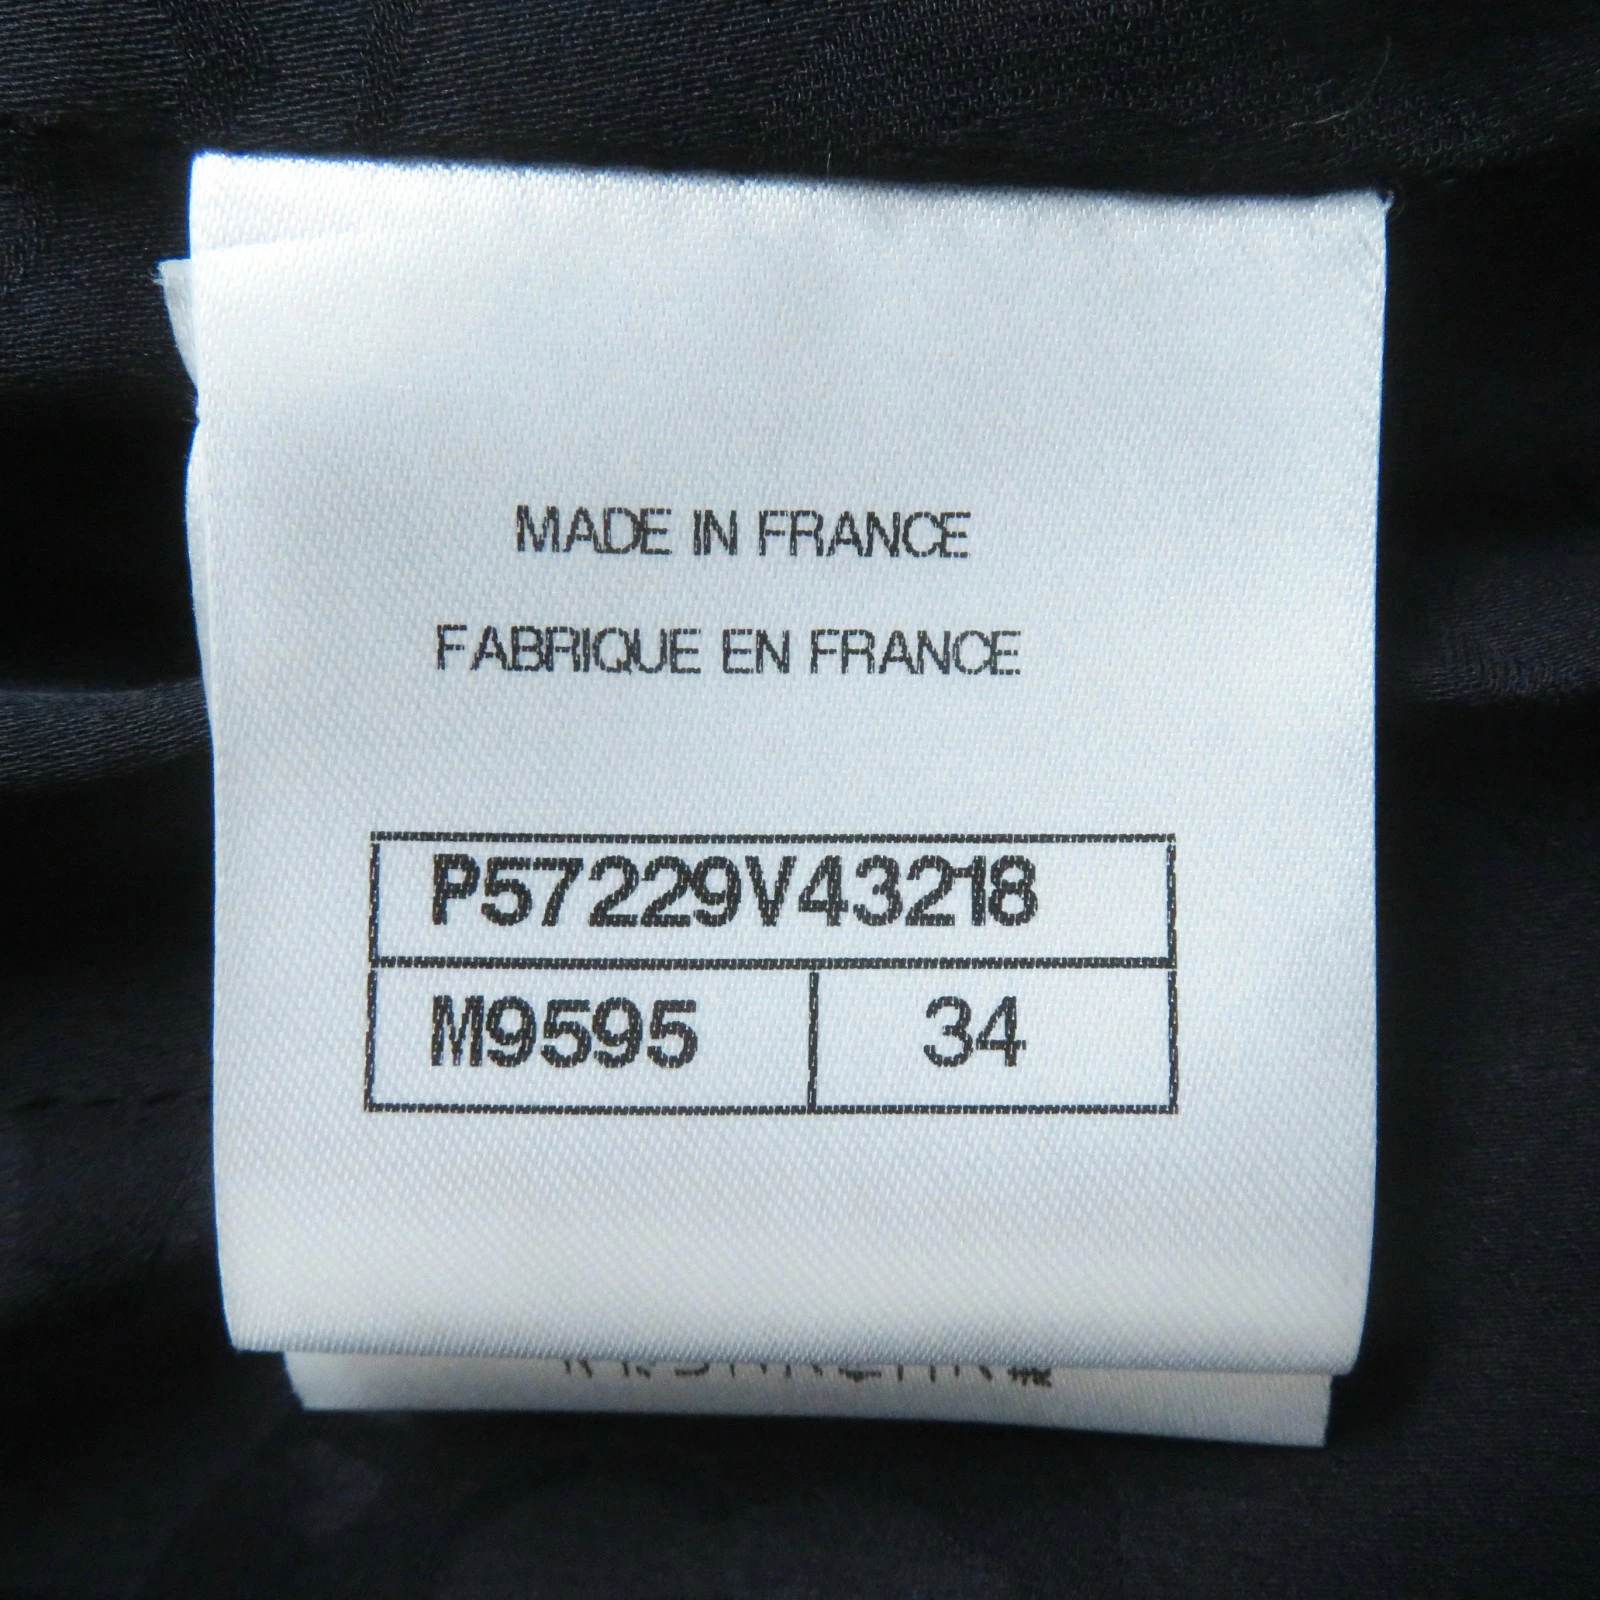 MADE IN FRANCE
FABRIQUE EN FRANCE
P57229V43218
M9595 34